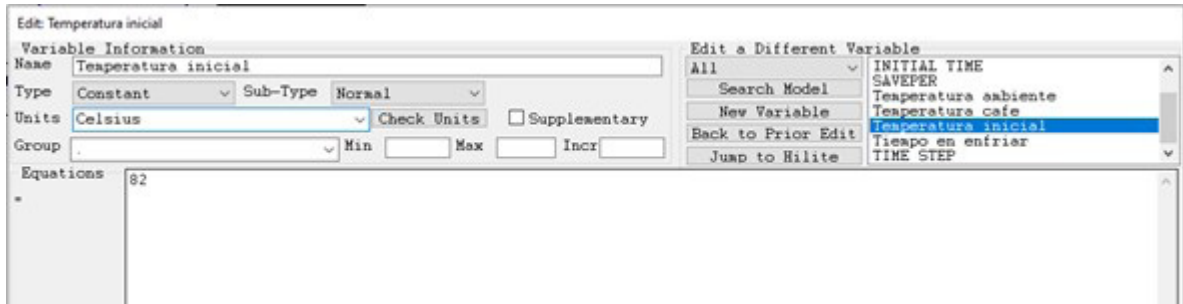 Edit: Temperatura inicial
Variable Information
Name Temperatura inicial
Type Constant Sub-Type Normal
Units Celsius Check Units Supplementary
Group . Min Max Incr
Edit a Different Variable
All
Search Model
New Variable
Back to Prior Edit
Jump to Hilite
INITIAL TIME
SAVEPER
Temperatura ambiente
Temperatura cafe
Temperatura inicial
Tiempo en enfriar
TIME STEP
Equations 82
=